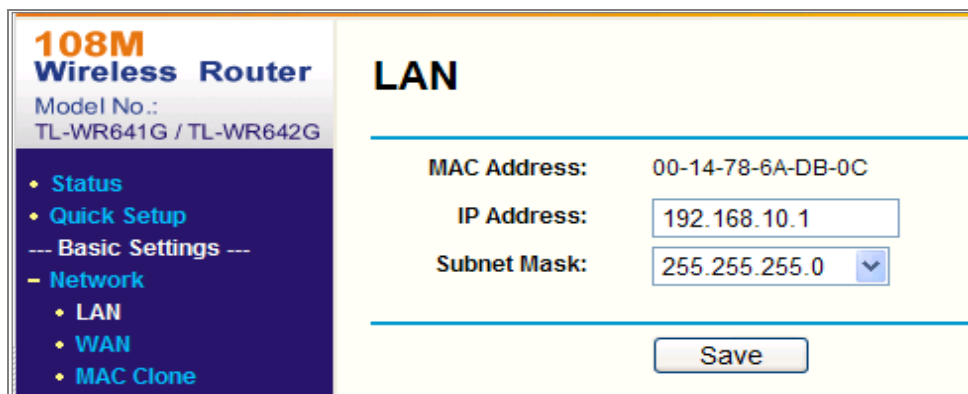 108M
Wireless Router
Model No.:
TL-WR641G / TL-WR642G
• Status
• Quick Setup
--- Basic Settings ---
– Network
• LAN
• WAN
• MAC Clone
LAN
MAC Address: 00-14-78-6A-DB-0C
IP Address: 192.168.10.1
Subnet Mask: 255.255.255.0
Save